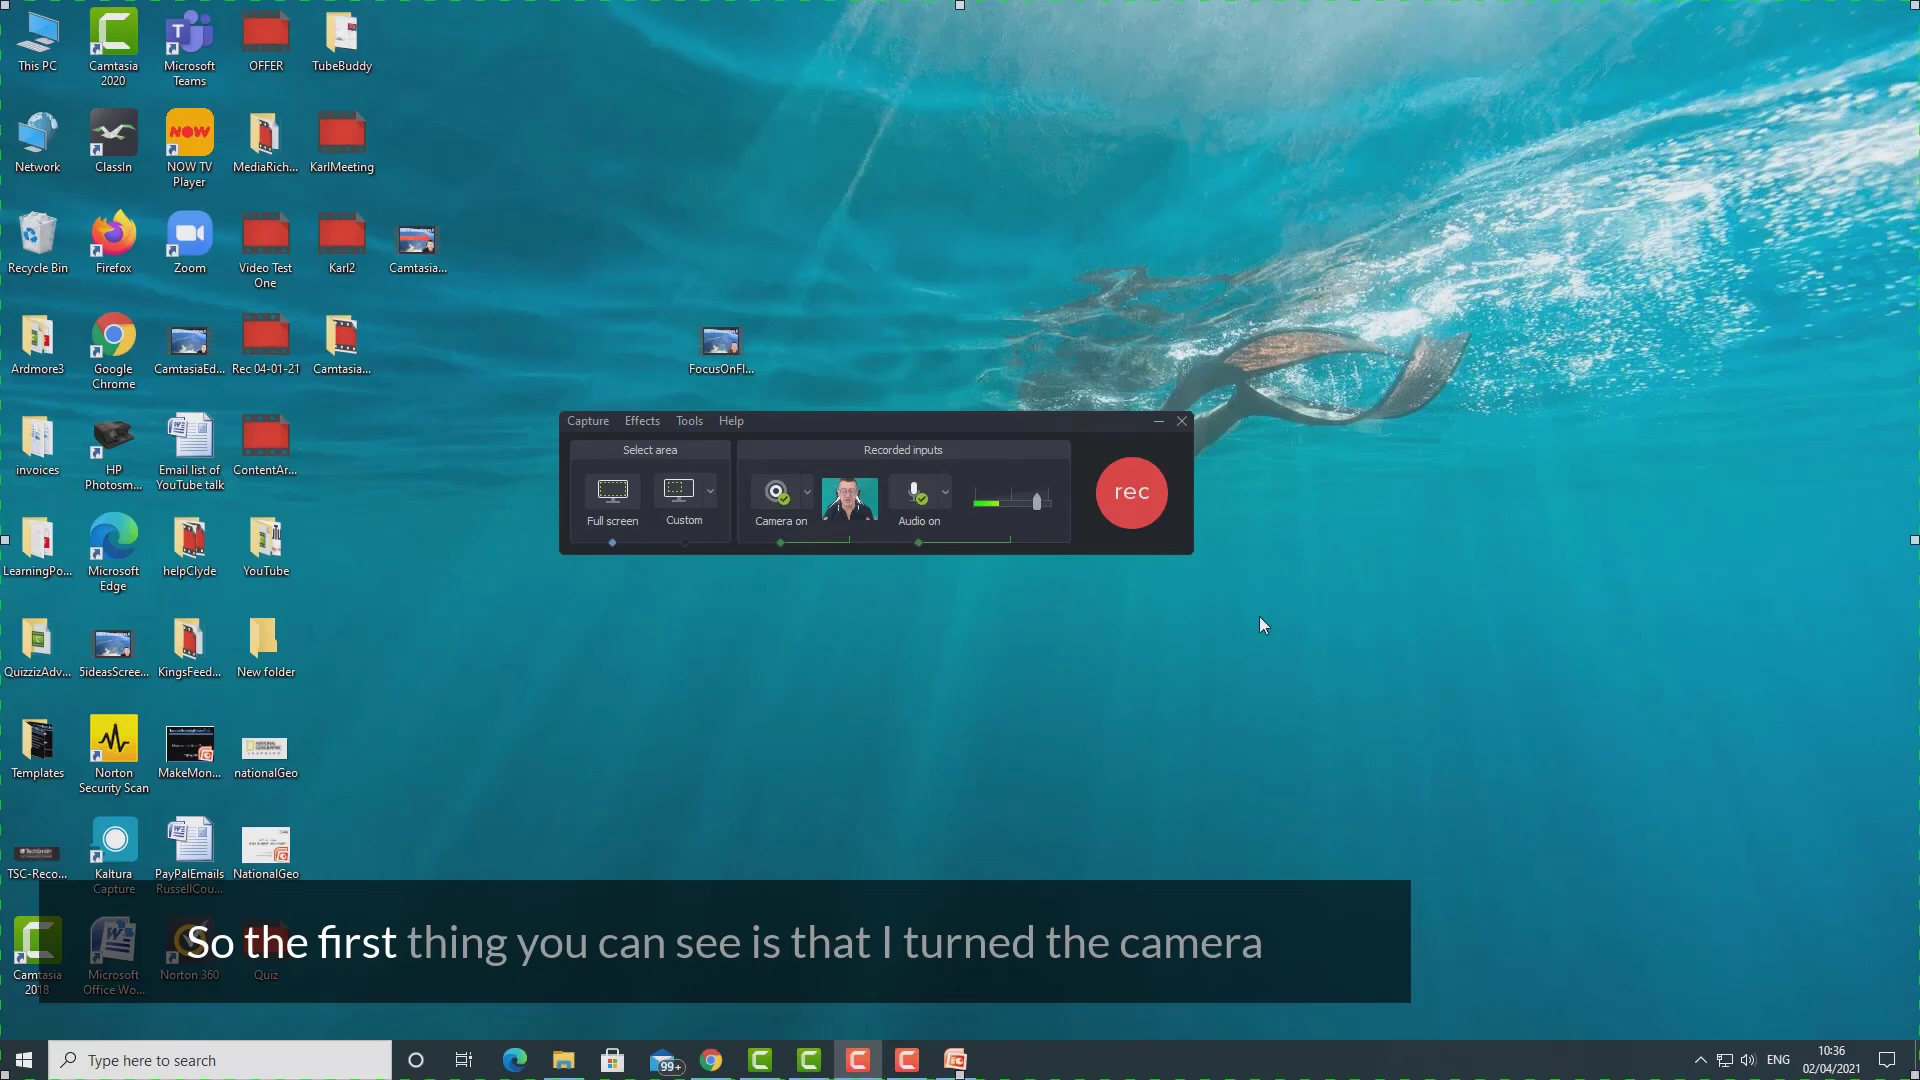 This PC
Camtasia
2020
Microsoft
Teams
OFFER
TubeBuddy
Network
ClassIn
NOW
NOW TV
Player
MediaRich...
KarlMeeting
Recycle Bin
Firefox
Zoom
Video Test
One
Karl2
Camtasia...
Ardmore3
Google
Chrome
CamtasiaEd...
Rec 04-01-21
Camtasia...
FocusOnFl...
invoices
HP
Photosm...
Email list of
YouTube talk
ContentAr...
Capture Effects Tools Help
Select area
Recorded inputs
Full screen
Custom
Camera on
Audio on
rec
LearningPo...
Microsoft
Edge
helpClyde
YouTube
QuizzizAdv...
5ideasScree...
KingsFeed...
New folder
Templates
Norton
Security Scan
MakeMon...
nationalGeo
TSC-Reco...
Kaltura
Capture
PayPalEmails
RussellCou...
NationalGeo
So the first thing you can see is that I turned the camera
Camtasia
2018
Microsoft
Office Wo...
Norton 360
Quiz
Type here to search
99+
ENG
10:36
02/04/2021